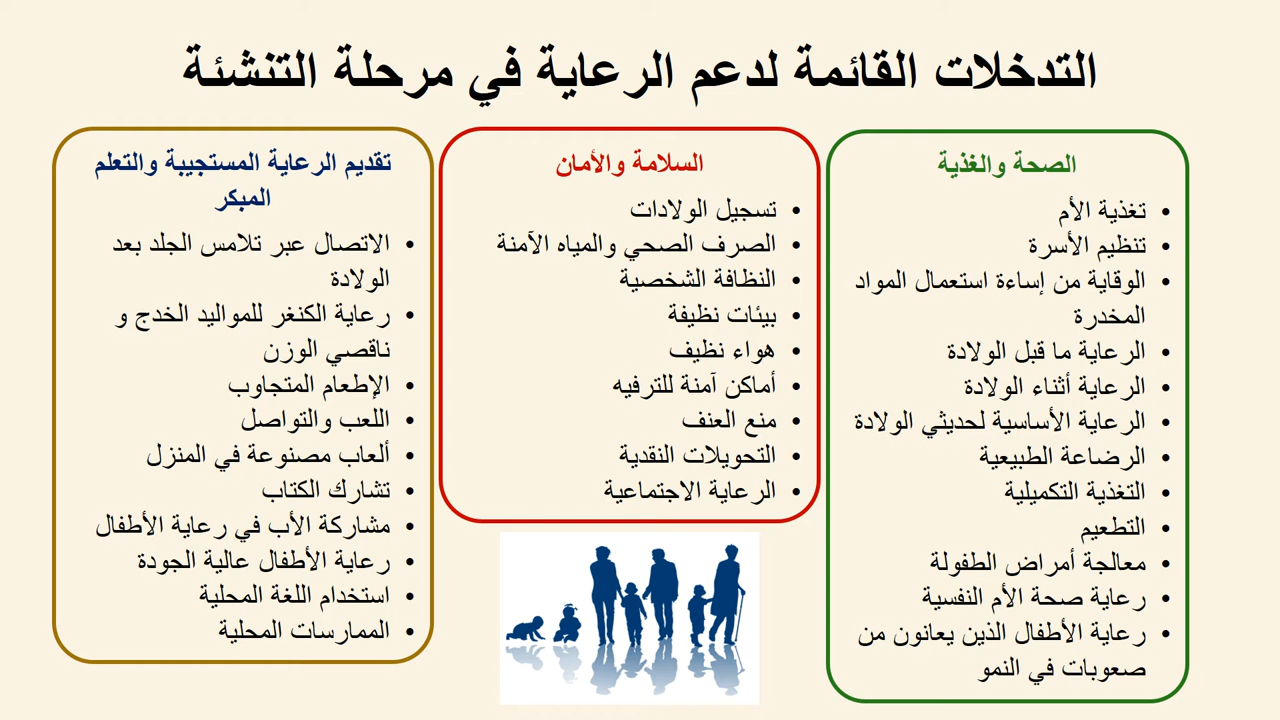 التدخلات القائمة لدعم الرعاية في مرحلة التنشئة
الصحة والغذية
• تغذية الأم
• تنظيم الأسرة
• الوقاية من إساءة استعمال المواد
المخدرة
• الرعاية ما قبل الولادة
• الرعاية أثناء الولادة
• الرعاية الأساسية لحديثي الولادة
• الرضاعة الطبيعية
• التغذية التكميلية
• التطعيم
• معالجة أمراض الطفولة
• رعاية صحة الأم النفسية
• رعاية الأطفال الذين يعانون من
صعوبات في النمو
السلامة والأمان
• تسجيل الولادات
• الصرف الصحي والمياه الآمنة
• النظافة الشخصية
• بيئات نظيفة
• هواء نظيف
• أماكن آمنة للترفيه
• منع العنف
• التحويلات النقدية
• الرعاية الاجتماعية
تقديم الرعاية المستجيبة والتعلم
المبكر
• الاتصال عبر تلامس الجلد بعد
الولادة
• رعاية الكنغر للمواليد الخدج و
ناقصي الوزن
• الإطعام المتجاوب
• اللعب والتواصل
• ألعاب مصنوعة في المنزل
• تشارك الكتاب
• مشاركة الأب في رعاية الأطفال
• رعاية الأطفال عالية الجودة
• استخدام اللغة المحلية
• الممارسات المحلية